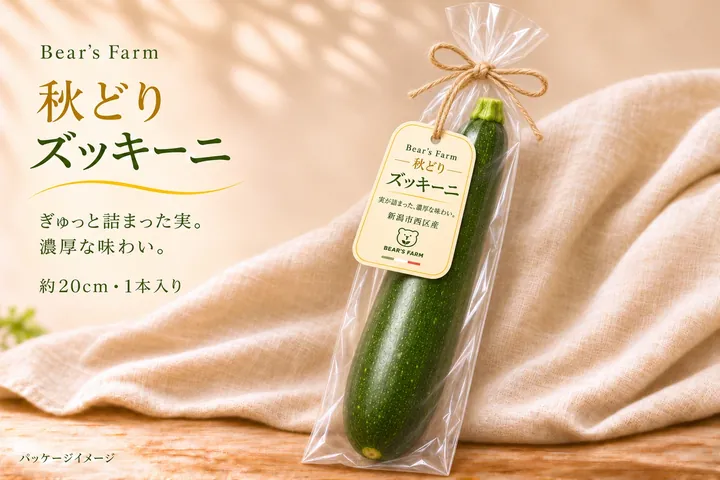 Bear's Farm
秋どり
ズッキーニ
ぎゅっと詰まった実。
濃厚な味わい。
約20cm・1本入り
Bear's Farm
秋どり
ズッキーニ
実が詰まった、濃厚な味わい。
新潟市西区産
BEAR'S FARM
パッケージイメージ